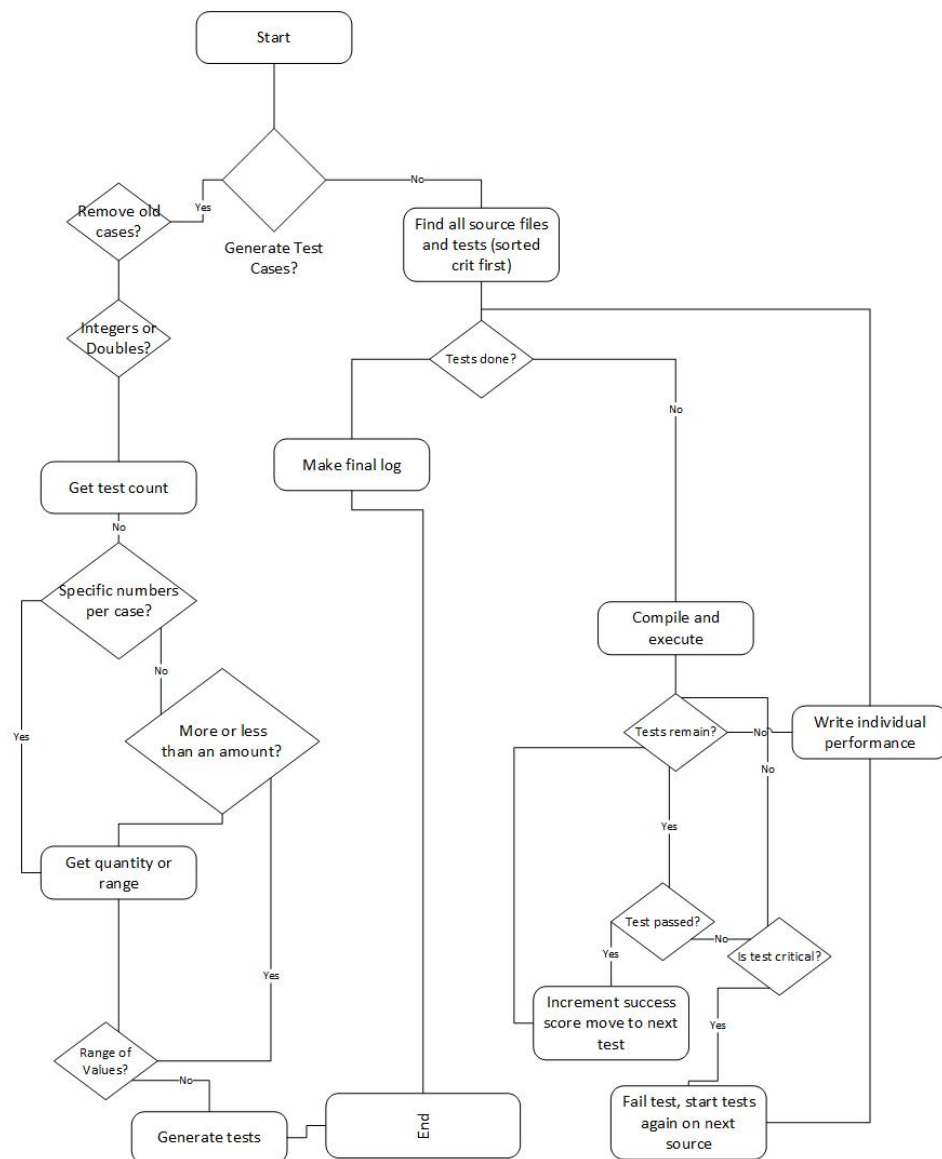 Start
No
Yes
Remove old
cases?
Generate Test
Cases?
Find all source files
and tests (sorted
crit first)
Integers or
Doubles?
Tests done?
No
Make final log
Get test count
No
Specific numbers
per case?
Compile and
execute
No
More or less
than an amount?
Yes
Tests remain?
No
Write individual
performance
No
Yes
Get quantity or
range
Test passed?
No
Is test critical?
Yes
Yes
Increment success
score move to next
test
Yes
Range of
Values?
No
Generate tests
End
Fail test, start tests
again on next
source